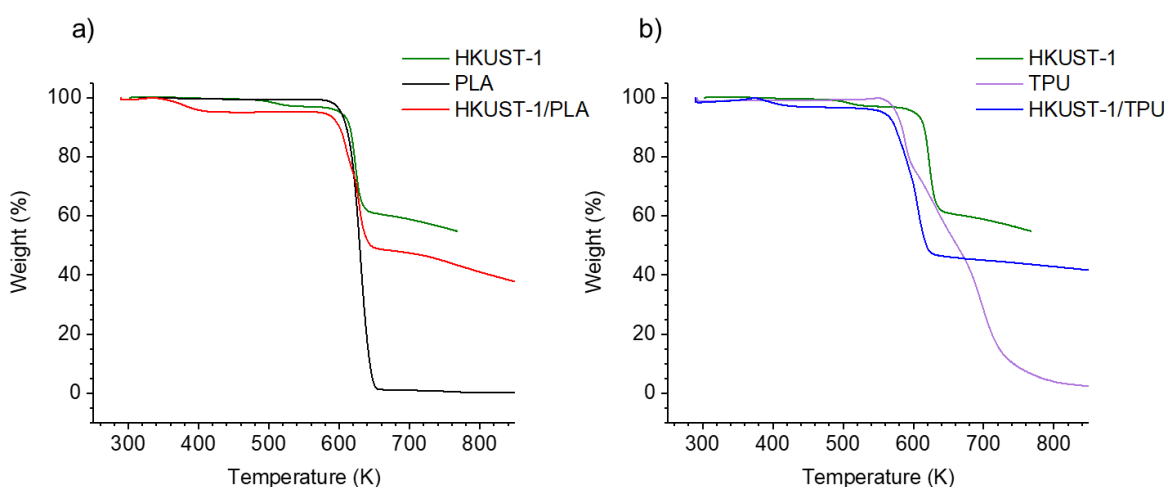 a)
HKUST-1
PLA
HKUST-1/PLA
100
80
60
40
20
0
Weight (%)
300 400 500 600 700 800
Temperature (K)
b)
HKUST-1
TPU
HKUST-1/TPU
100
80
60
40
20
0
Weight (%)
300 400 500 600 700 800
Temperature (K)